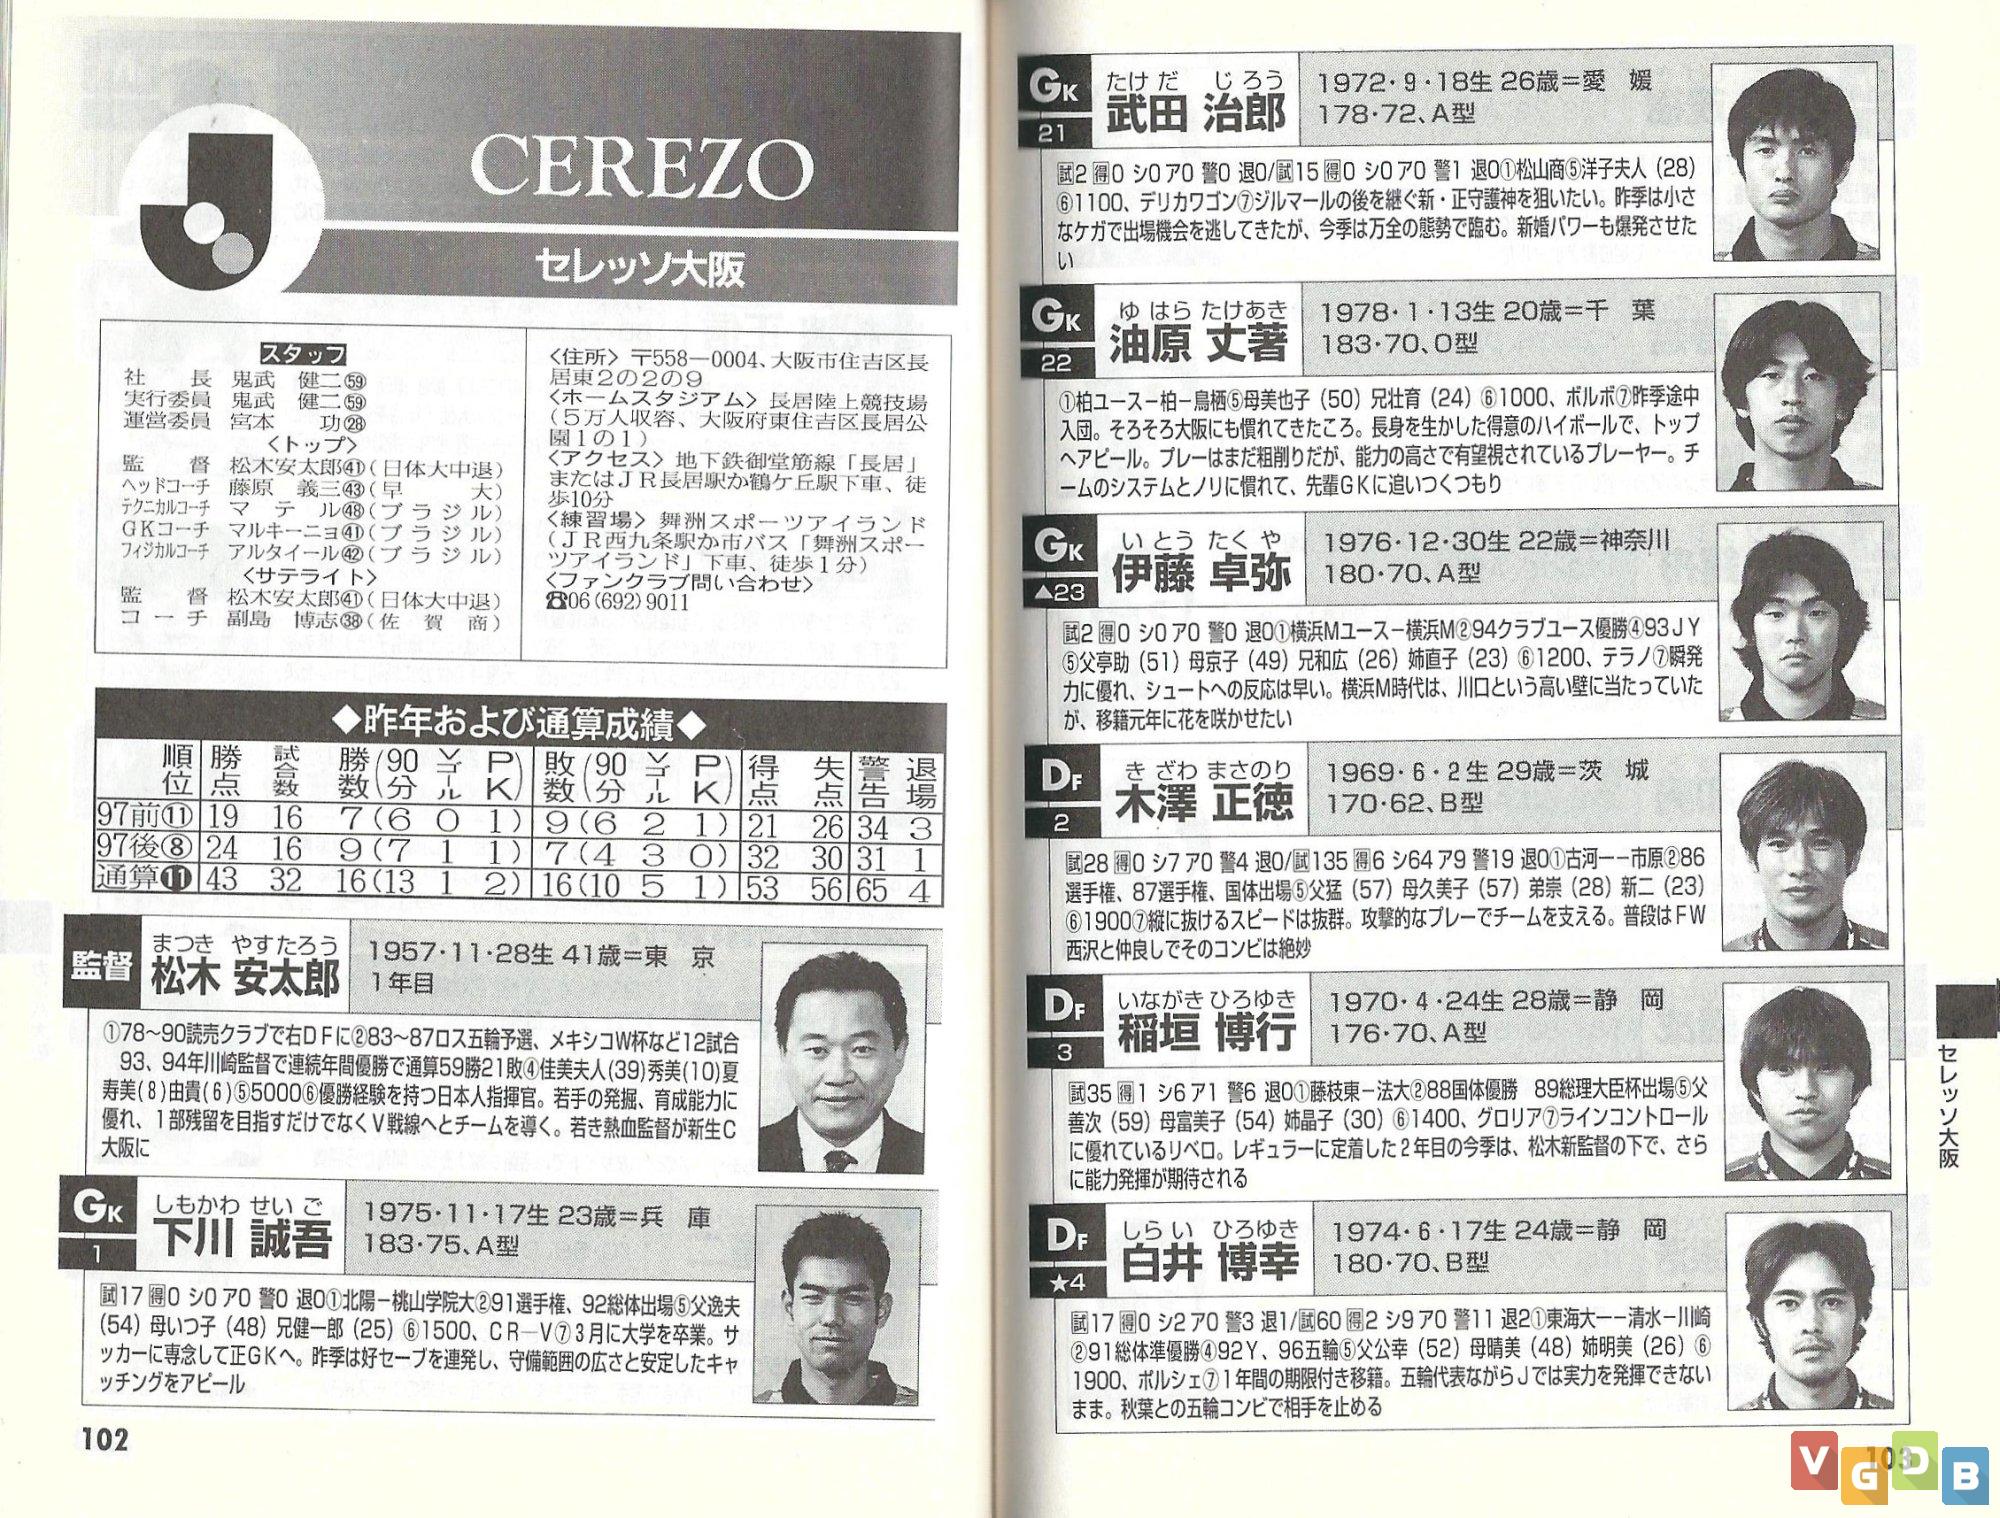 CEREZO
セレッソ大阪
スタッフ
社長 鬼武 健二㊾
実行委員 鬼武 健二㊾
運営委員 宮本 功㉘
〈トップ〉
監督 松木安太郎㊶(日体大中退)
ヘッドコーチ 藤原 義三㊸(早大)
テクニカルコーチ マテル㊽(ブラジル)
GKコーチ マルキーニョ㊶(ブラジル)
フィジカルコーチ アルタイール㊷(ブラジル)
〈サテライト〉
監督 松木安太郎㊶(日体大中退)
コーチ 副島 博志㊳(佐賀商)
〈住所〉〒558―0004、大阪市住吉区長
居東2の2の9
〈ホームスタジアム〉長居陸上競技場
(5万人収容、大阪府東住吉区長居公
園1の1)
〈アクセス〉地下鉄御堂筋線「長居」
またはJR長居駅か鶴ケ丘駅下車、徒
歩10分
〈練習場〉舞洲スポーツアイランド
(JR西九条駅か市バス「舞洲スポー
ツアイランド」下車、徒歩1分)
〈ファンクラブ問い合わせ〉
☎06(692)9011
◆昨年および通算成績◆
順位 勝点 試合数 勝数(90分 Vゴール PK) 敗数(90分 Vゴール PK) 得点 失点 警告 退場
97前⑪ 19 16 7(6 0 1) 9(6 2 1) 21 26 34 3
97後⑧ 24 16 9(7 1 1) 7(4 3 0) 32 30 31 1
通算⓫ 43 32 16(13 1 2) 16(10 5 1) 53 56 65 4
監督 まつき やすたろう
松木 安太郎
1957・11・28生 41歳=東 京
1年目
①78〜90読売クラブで右DFに②83〜87ロス五輪予選、メキシコW杯など12試合
93、94年川崎監督で連続年間優勝で通算59勝21敗④佳美夫人(39)秀美(10)夏
寿美(8)由貴(6)⑤5000⑥優勝経験を持つ日本人指揮官。若手の発掘、育成能力に
優れ、1部残留を目指すだけでなくV戦線へとチームを導く。若き熱血監督が新生C
大阪に
GK 1
しもかわ せいご
下川 誠吾
1975・11・17生 23歳=兵 庫
183・75、A型
試17 得0 シ0 ア0 警0 退0①北陽ー桃山学院大②91選手権、92総体出場⑤父逸夫
(54)母いつ子(48)兄健一郎(25)⑥1500、CR―V⑦3月に大学を卒業。サ
ッカーに専念して正GKへ。昨季は好セーブを連発し、守備範囲の広さと安定したキャ
ッチングをアピール
102
GK 21
たけだ じろう
武田 治郎
1972・9・18生 26歳=愛 媛
178・72、A型
試2 得0 シ0 ア0 警0 退0/試15 得0 シ0 ア0 警1 退0①松山商⑤洋子夫人(28)
⑥1100、デリカワゴン⑦ジルマールの後を継ぐ新・正守護神を狙いたい。昨季は小さ
なケガで出場機会を逃してきたが、今季は万全の態勢で臨む。新婚パワーも爆発させた
い
GK 22
ゆはら たけあき
油原 丈著
1978・1・13生 20歳=千 葉
183・70、O型
①柏ユースー柏ー鳥栖⑤母美也子(50)兄壮育(24)⑥1000、ボルボ⑦昨季途中
入団。そろそろ大阪にも慣れてきたころ。長身を生かした得意のハイボールで、トップ
へアピール。プレーはまだ粗削りだが、能力の高さで有望視されているプレーヤー。チ
ームのシステムとノリに慣れて、先輩GKに追いつくつもり
GK ▲23
いとう たくや
伊藤 卓弥
1976・12・30生 22歳=神奈川
180・70、A型
試2 得0 シ0 ア0 警0 退0①横浜Mユースー横浜M②94クラブユース優勝④93JY
⑤父亭助(51)母京子(49)兄和広(26)姉直子(23)⑥1200、テラノ⑦瞬発
力に優れ、シュートへの反応は早い。横浜M時代は、川口という高い壁に当たっていた
が、移籍元年に花を咲かせたい
DF 2
きざわ まさのり
木澤 正徳
1969・6・2生 29歳=茨 城
170・62、B型
試28 得0 シ7 ア0 警4 退0/試135 得6 シ64 ア9 警19 退0①古河一ー市原②86
選手権、87選手権、国体出場⑤父猛(57)母久美子(57)弟崇(28)新二(23)
⑥1900⑦縦に抜けるスピードは抜群。攻撃的なプレーでチームを支える。普段はFW
西沢と仲良しでそのコンビは絶妙
DF 3
いながき ひろゆき
稲垣 博行
1970・4・24生 28歳=静 岡
176・70、A型
試35 得1 シ6 ア1 警6 退0①藤枝東ー法大②88国体優勝 89総理大臣杯出場⑤父
善次(59)母富美子(54)姉晶子(30)⑥1400、グロリア⑦ラインコントロール
に優れているリベロ。レギュラーに定着した2年目の今季は、松木新監督の下で、さら
に能力発揮が期待される
DF ★4
しらい ひろゆき
白井 博幸
1974・6・17生 24歳=静 岡
180・70、B型
試17 得0 シ2 ア0 警3 退1/試60 得2 シ9 ア0 警11 退2①東海大一ー清水ー川崎
②91総体準優勝④92Y、96五輪⑤父公幸(52)母晴美(48)姉明美(26)⑥
1900、ポルシェ⑦1年間の期限付き移籍。五輪代表ながらJでは実力を発揮できない
まま。秋葉との五輪コンビで相手を止める
セレッソ大阪
103
VGDB